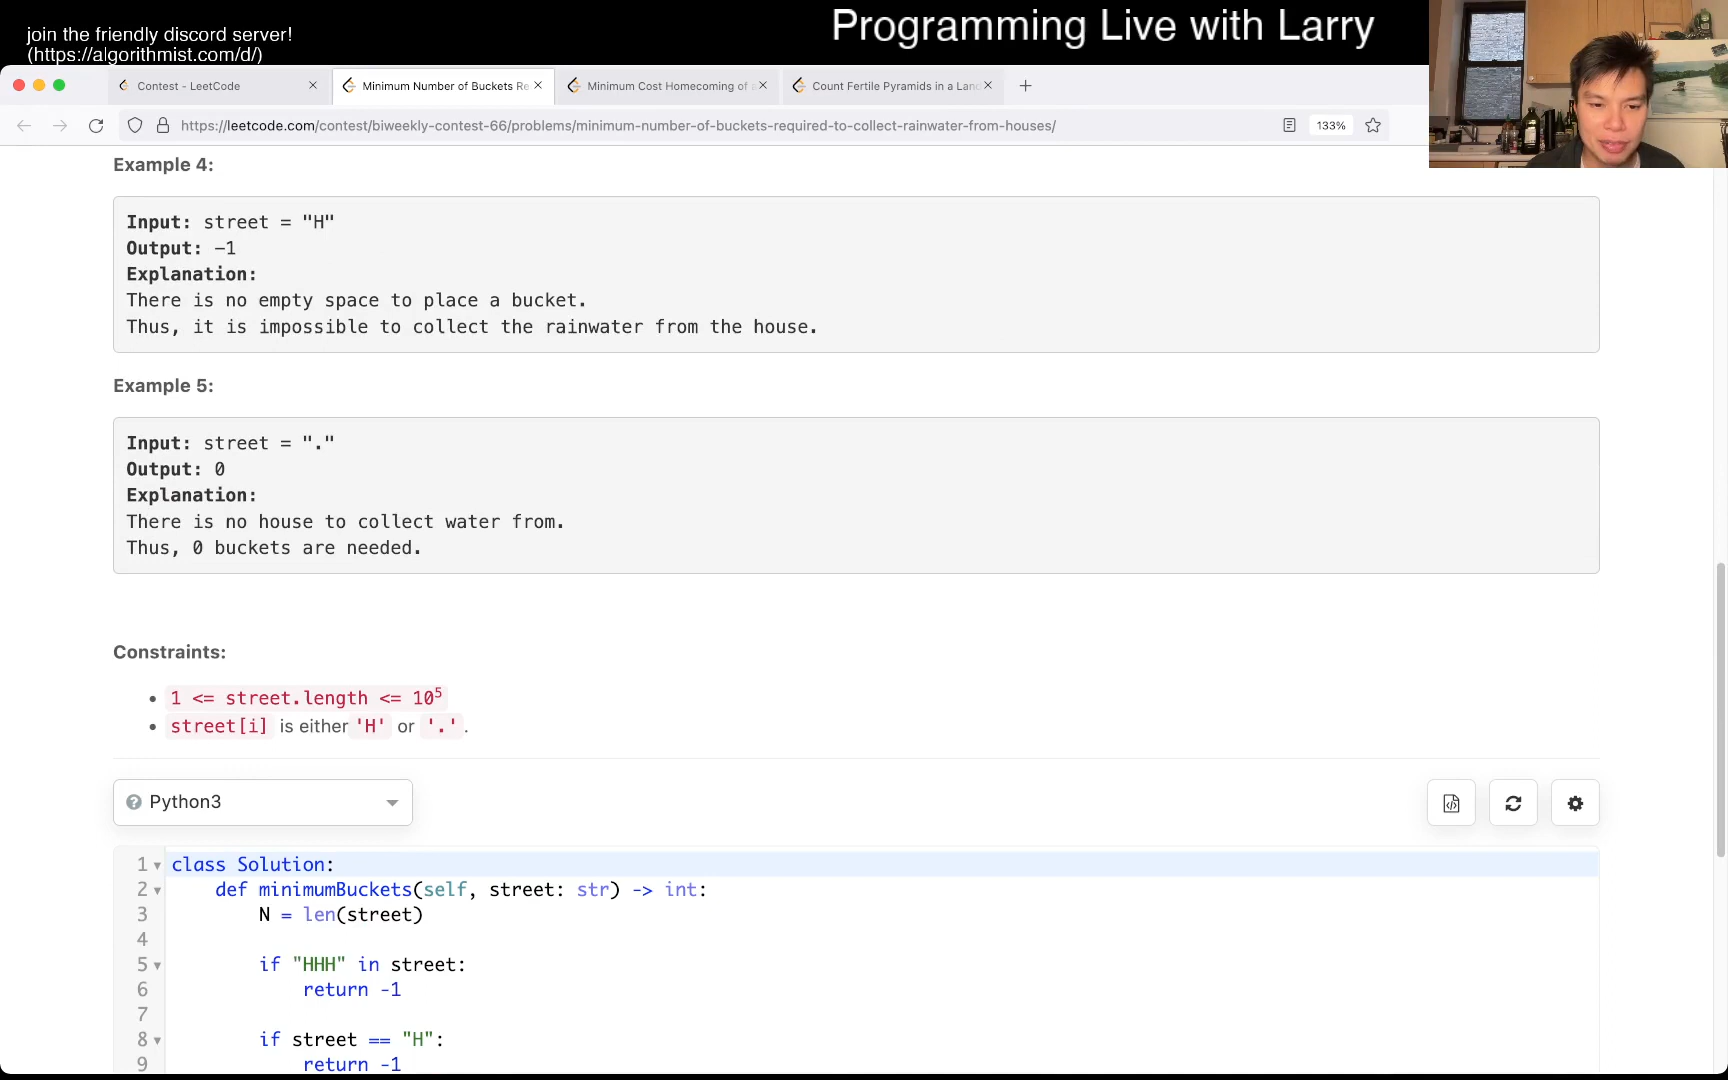 join the friendly discord server!
(https://algorithmist.com/d/)
Programming Live with Larry
Contest - LeetCode
Minimum Number of Buckets Re
Minimum Cost Homecoming of a
Count Fertile Pyramids in a Land
https://leetcode.com/contest/biweekly-contest-66/problems/minimum-number-of-buckets-required-to-collect-rainwater-from-houses/
133%
Example 4:
Input: street = "H"
Output: -1
Explanation:
There is no empty space to place a bucket.
Thus, it is impossible to collect the rainwater from the house.
Example 5:
Input: street = "."
Output: 0
Explanation:
There is no house to collect water from.
Thus, 0 buckets are needed.
Constraints:
• 1 <= street.length <= 10⁵
• street[i] is either 'H' or '.'.
Python3
1 class Solution:
2 def minimumBuckets(self, street: str) -> int:
3 N = len(street)
4
5 if "HHH" in street:
6 return -1
7
8 if street == "H":
9 return -1